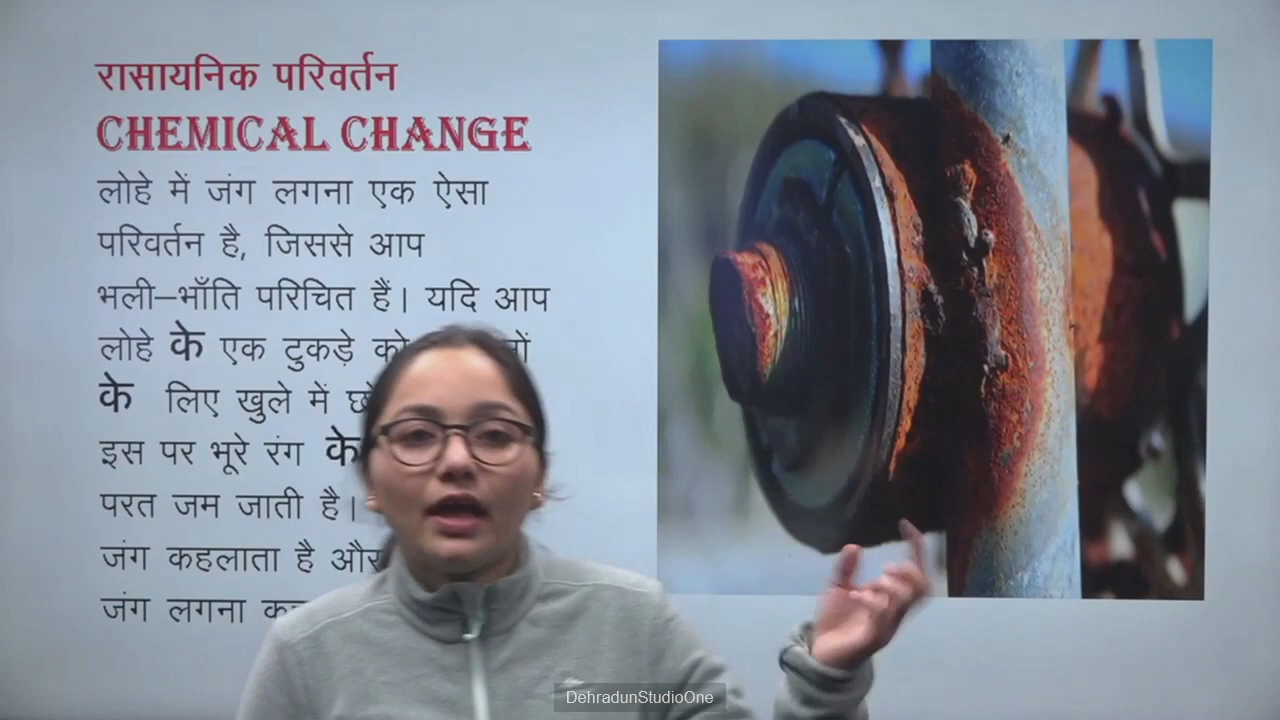 रासायनिक परिवर्तन
CHEMICAL CHANGE
लोहे में जंग लगना एक ऐसा
परिवर्तन है, जिससे आप
भली–भाँति परिचित हैं। यदि आप
लोहे के एक टुकड़े
के लिए खुले में
इस पर भूरे रंग के
परत जम जाती है।
जंग कहलाता है और
जंग लगना
DehradunStudioOne